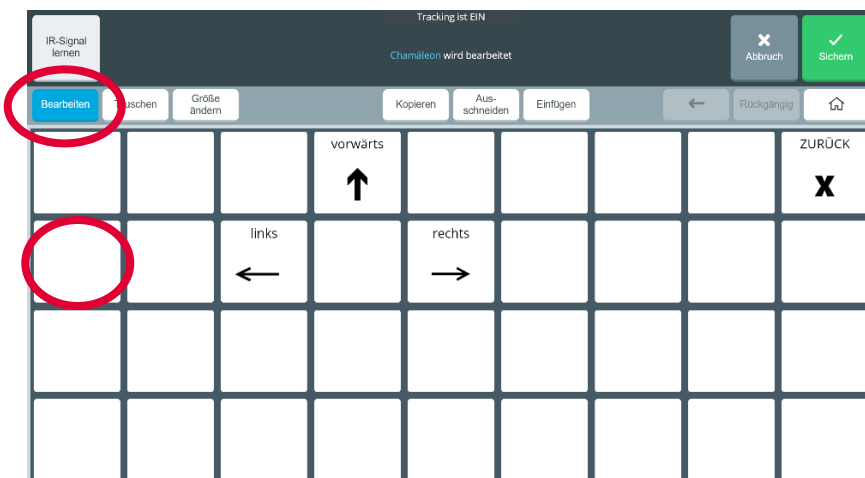 Tracking ist EIN
IR-Signal
lernen
Chamäleon wird bearbeitet
Abbruch
Sichern
Bearbeiten
Tauschen
Größe
ändern
Kopieren
Aus-
schneiden
Einfügen
Rückgängig
vorwärts
ZURÜCK
X
links
rechts